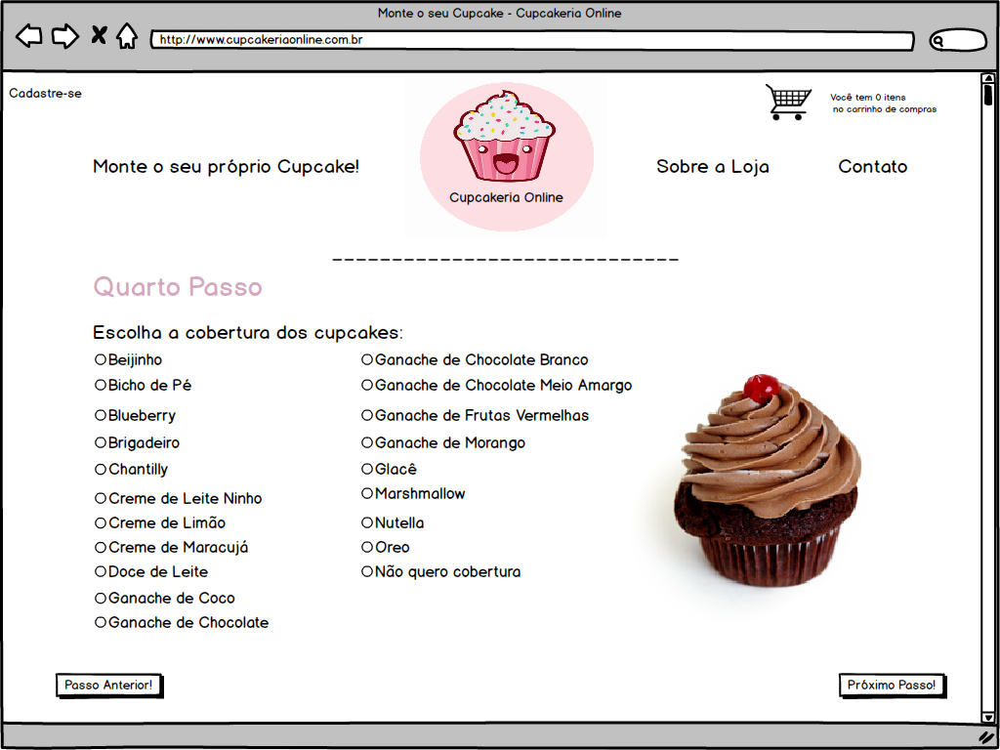 Monte o seu Cupcake - Cupcakeria Online
http://www.cupcakeriaonline.com.br
Cadastre-se
Você tem 0 itens
no carrinho de compras
Monte o seu próprio Cupcake!
Cupcakeria Online
Sobre a Loja
Contato
Quarto Passo
Escolha a cobertura dos cupcakes:
Beijinho
Bicho de Pé
Blueberry
Brigadeiro
Chantilly
Creme de Leite Ninho
Creme de Limão
Creme de Maracujá
Doce de Leite
Ganache de Coco
Ganache de Chocolate
Ganache de Chocolate Branco
Ganache de Chocolate Meio Amargo
Ganache de Frutas Vermelhas
Ganache de Morango
Glacê
Marshmallow
Nutella
Oreo
Não quero cobertura
Passo Anterior!
Próximo Passo!